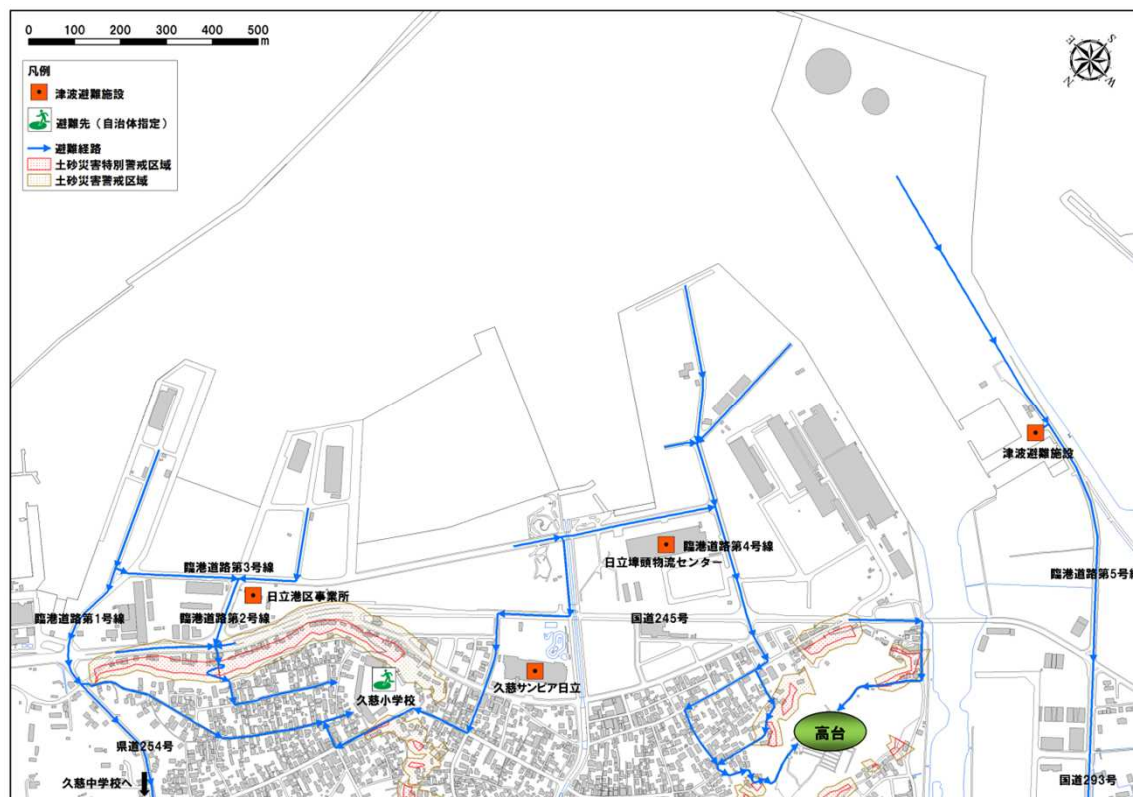 0 100 200 300 400 500
m
凡例
津波避難施設
避難先（自治体指定）
避難経路
土砂災害特別警戒区域
土砂災害警戒区域
S
E
W
N
津波避難施設
臨港道路第4号線
日立埠頭物流センター
臨港道路第3号線
臨港道路第5号線
日立港区事業所
臨港道路第1号線
臨港道路第2号線
国道245号
久慈サンピア日立
久慈小学校
高台
県道254号
久慈中学校へ
国道293号